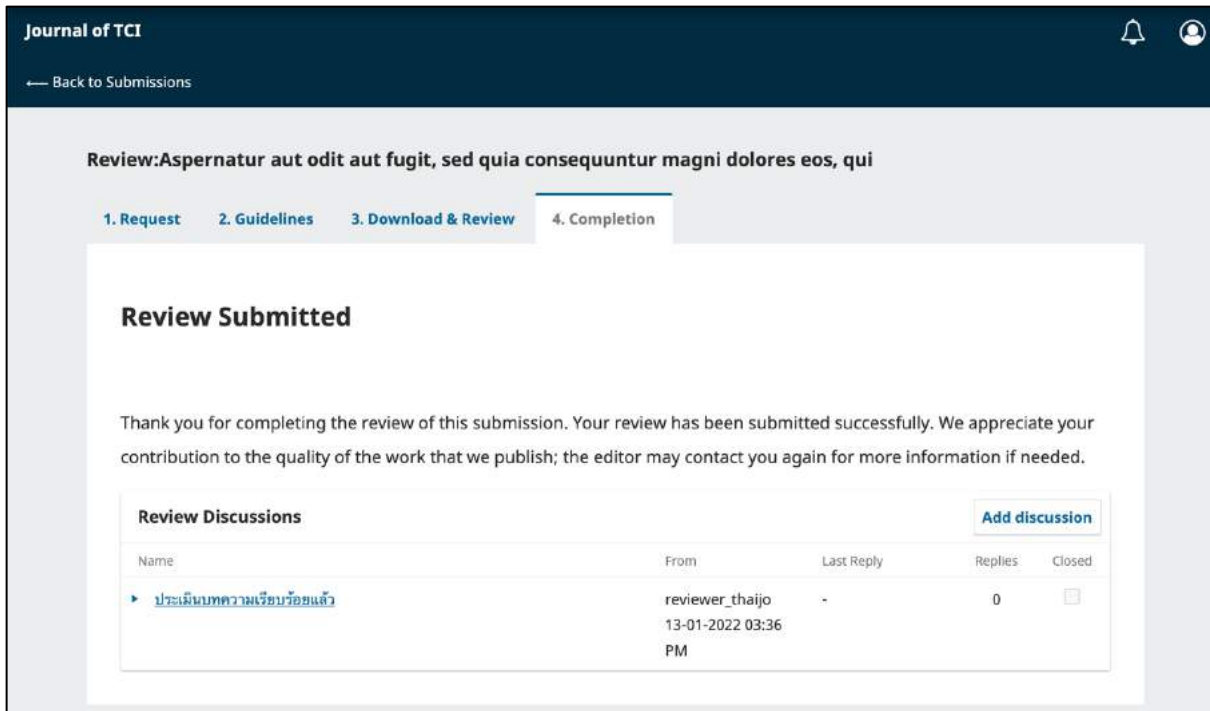 Journal of TCI
⟵ Back to Submissions
Review:Aspernatur aut odit aut fugit, sed quia consequuntur magni dolores eos, qui
1. Request 2. Guidelines 3. Download & Review 4. Completion
Review Submitted
Thank you for completing the review of this submission. Your review has been submitted successfully. We appreciate your
contribution to the quality of the work that we publish; the editor may contact you again for more information if needed.
Review Discussions Add discussion
Name From Last Reply Replies Closed
ประเมินบทความเรียบร้อยแล้ว reviewer_thaijo - 0
13-01-2022 03:36
PM